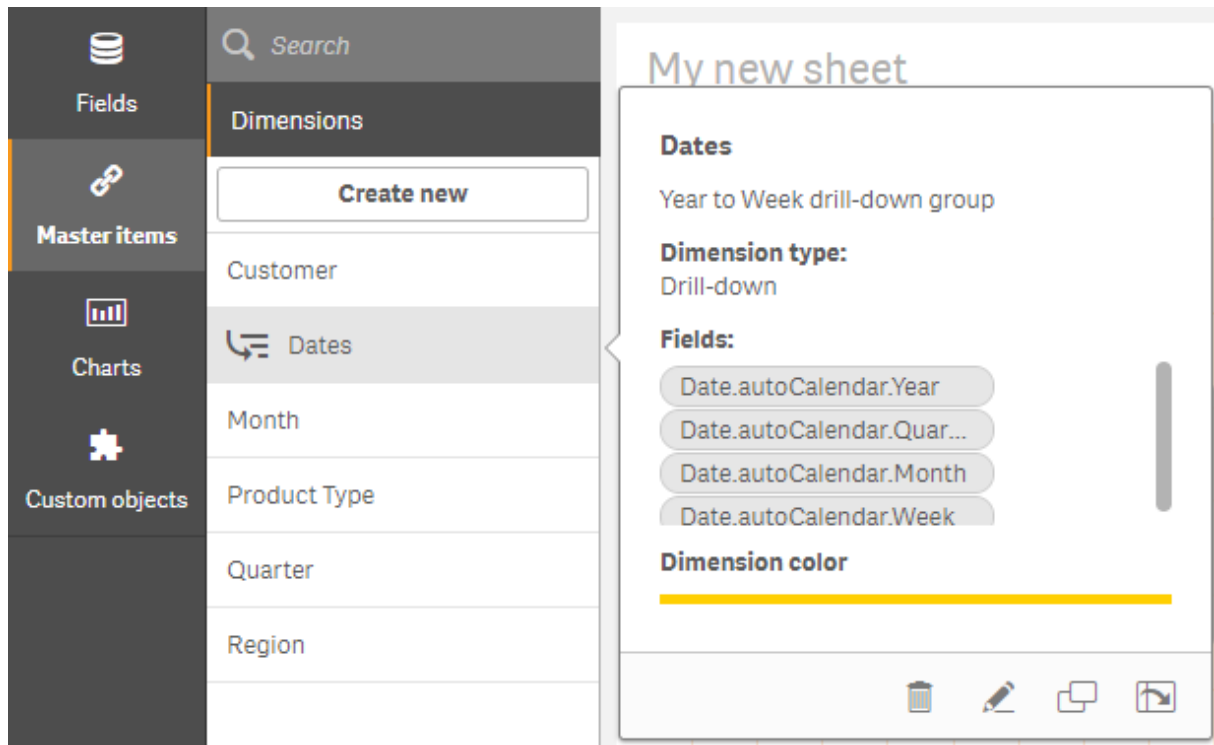 Fields
Master items
Charts
Custom objects
Search
Dimensions
Create new
Customer
Dates
Month
Product Type
Quarter
Region
My new sheet
Dates
Year to Week drill-down group
Dimension type:
Drill-down
Fields:
Date.autoCalendar.Year
Date.autoCalendar.Quar...
Date.autoCalendar.Month
Date.autoCalendar.Week
Dimension color